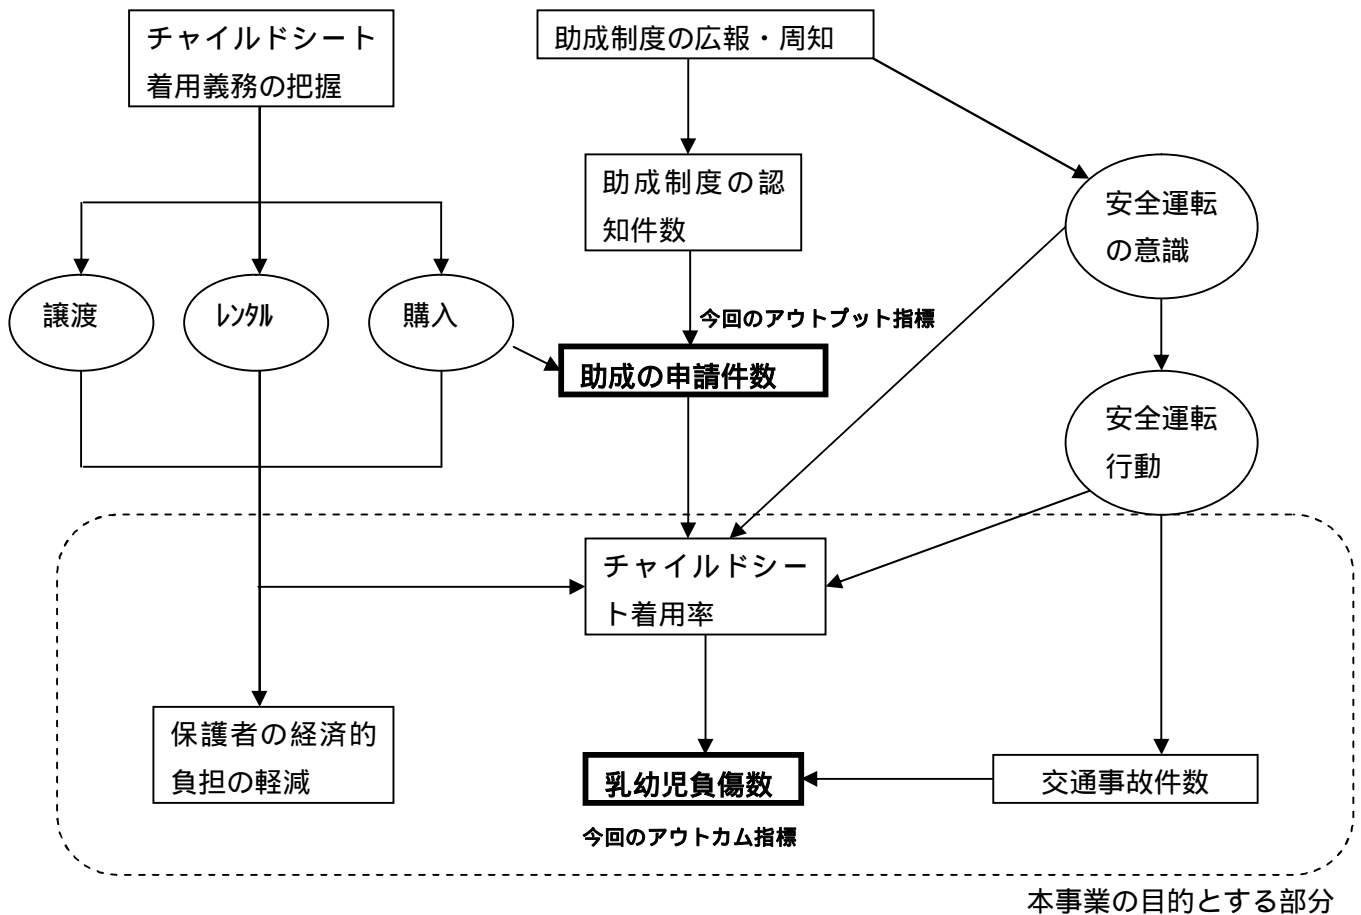 チャイルドシート
着用義務の把握
助成制度の広報・周知
助成制度の認
知件数
安全運転
の意識
譲渡
ﾚﾝﾀﾙ
購入
今回のアウトプット指標
助成の申請件数
安全運転
行動
チャイルドシー
ト着用率
保護者の経済的
負担の軽減
乳幼児負傷数
交通事故件数
今回のアウトカム指標
本事業の目的とする部分